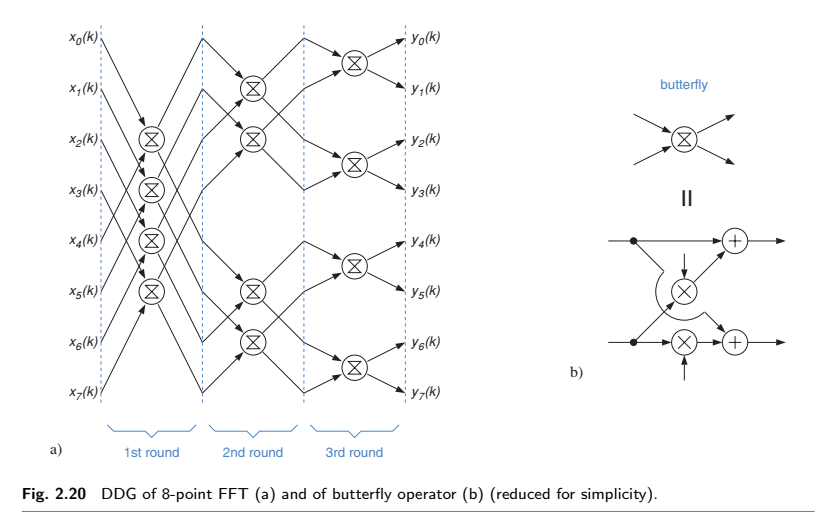 x0(k)
x1(k)
x2(k)
x3(k)
x4(k)
x5(k)
x6(k)
x7(k)
y0(k)
y1(k)
y2(k)
y3(k)
y4(k)
y5(k)
y6(k)
y7(k)
a)
1st round
2nd round
3rd round
butterfly
=
+
×
×
+
b)
Fig. 2.20 DDG of 8-point FFT (a) and of butterfly operator (b) (reduced for simplicity).